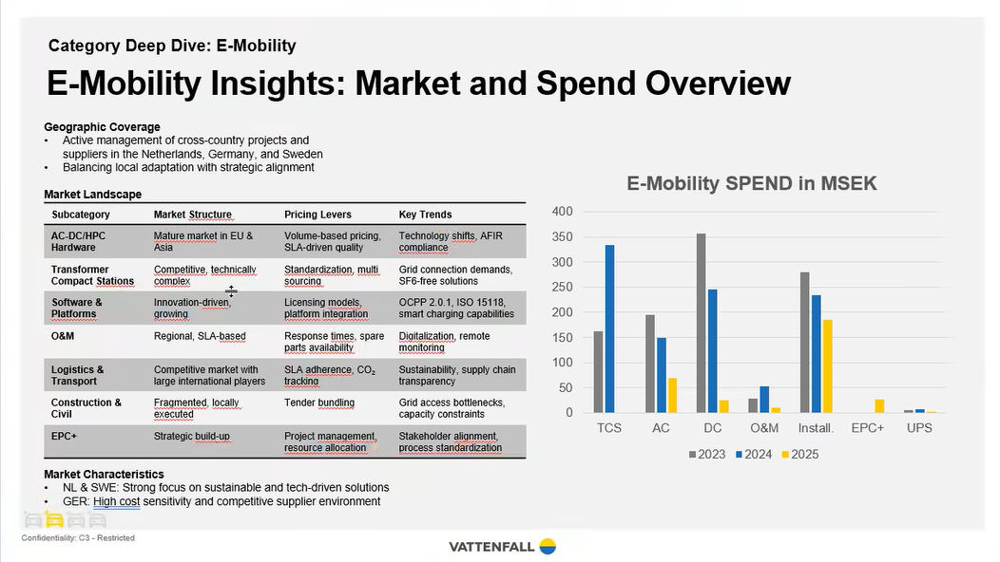 Category Deep Dive: E-Mobility
E-Mobility Insights: Market and Spend Overview
Geographic Coverage
• Active management of cross-country projects and
suppliers in the Netherlands, Germany, and Sweden
• Balancing local adaptation with strategic alignment
Market Landscape
Subcategory Market Structure Pricing Levers Key Trends
AC-DC/HPC Mature market in EU & Volume-based pricing, Technology shifts, AFIR
Hardware Asia SLA-driven quality compliance
Transformer Competitive, technically Standardization, multi Grid connection demands,
Compact Stations complex sourcing SF6-free solutions
Software & Innovation-driven, Licensing models, OCPP 2.0.1, ISO 15118,
Platforms growing platform integration smart charging capabilities
O&M Regional, SLA-based Response times, spare Digitalization, remote
parts availability monitoring
Logistics & Competitive market with SLA adherence, CO₂ Sustainability, supply chain
Transport large international players tracking transparency
Construction & Fragmented, locally Tender bundling Grid access bottlenecks,
Civil executed capacity constraints
EPC+ Strategic build-up Project management, Stakeholder alignment,
resource allocation process standardization
Market Characteristics
• NL & SWE: Strong focus on sustainable and tech-driven solutions
• GER: High cost sensitivity and competitive supplier environment
E-Mobility SPEND in MSEK
400
350
300
250
200
150
100
50
0
TCS AC DC O&M Install. EPC+ UPS
2023 2024 2025
Confidentiality: C3 - Restricted
VATTENFALL